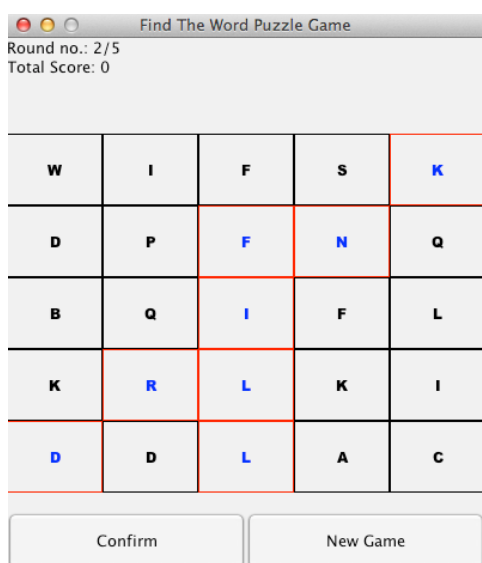 Find The Word Puzzle Game
Round no.: 2/5
Total Score: 0
W I F S K
D P F N Q
B Q I F L
K R L K I
D D L A C
Confirm New Game